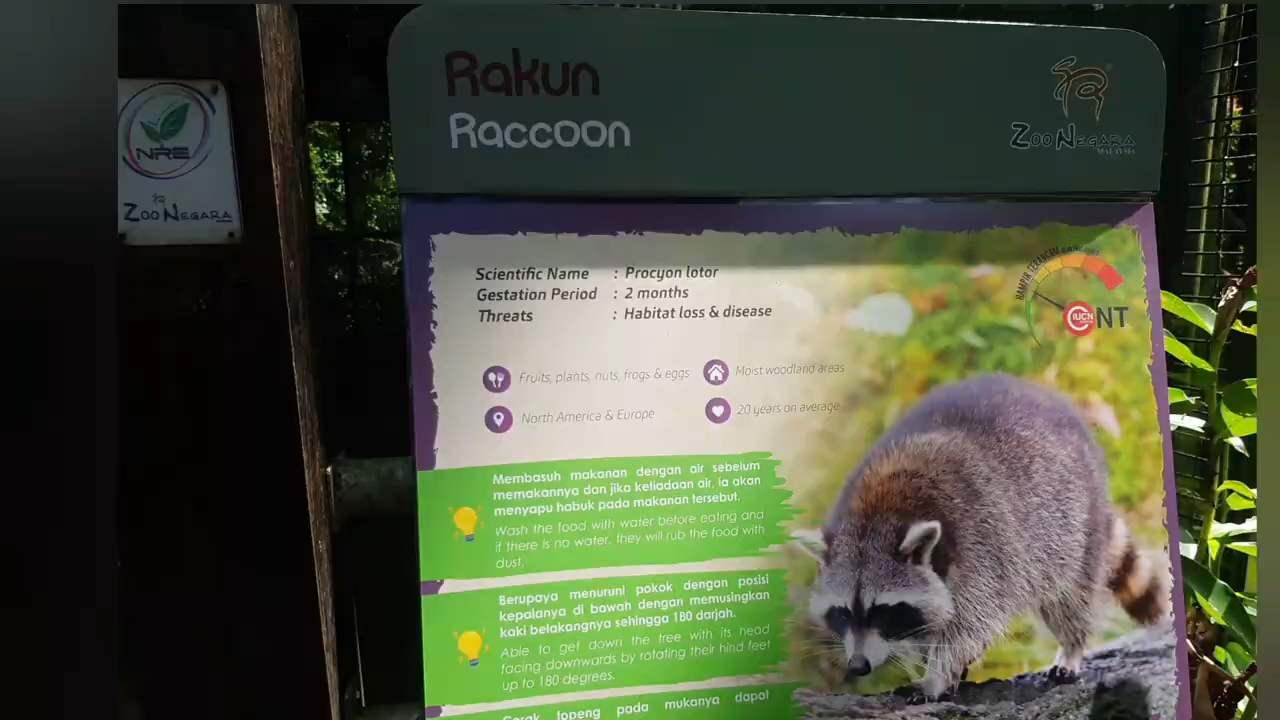 Rakun
Raccoon
ZOO NEGARA
MALAYSIA
NRE
ZOO NEGARA
Scientific Name : Procyon lotor
Gestation Period : 2 months
Threats : Habitat loss & disease
HAMPIR TERANCAM
IUCN NT
Fruits, plants, nuts, frogs & eggs
Moist woodland areas
North America & Europe
20 years on average
Membasuh makanan dengan air sebelum
memakannya dan jika ketiadaan air, ia akan
menyapu habuk pada makanan tersebut.
Wash the food with water before eating and
if there is no water, they will rub the food with
dust.
Berupaya menuruni pokok dengan posisi
kepalanya di bawah dengan memusingkan
kaki belakangnya sehingga 180 darjah.
Able to get down the tree with its head
facing downwards by rotating their hind feet
up to 180 degrees.
topeng pada mukanya dapat